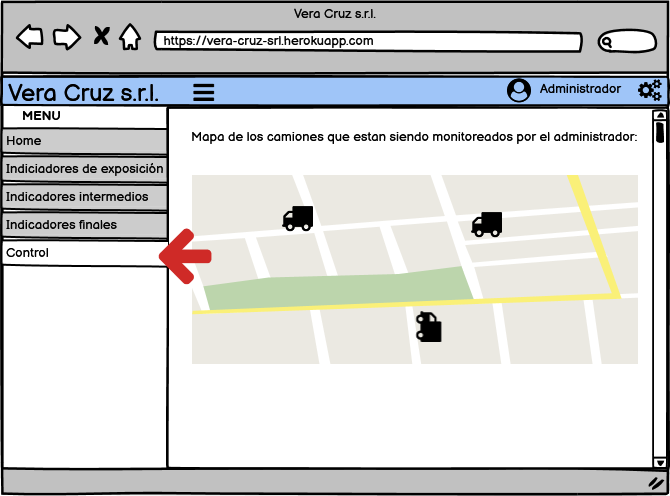 Vera Cruz s.r.l.
https://vera-cruz-srl.herokuapp.com
Vera Cruz s.r.l.
Administrador
MENU
Home
Indiciadores de exposición
Indicadores intermedios
Indicadores finales
Control
Mapa de los camiones que estan siendo monitoreados por el administrador: